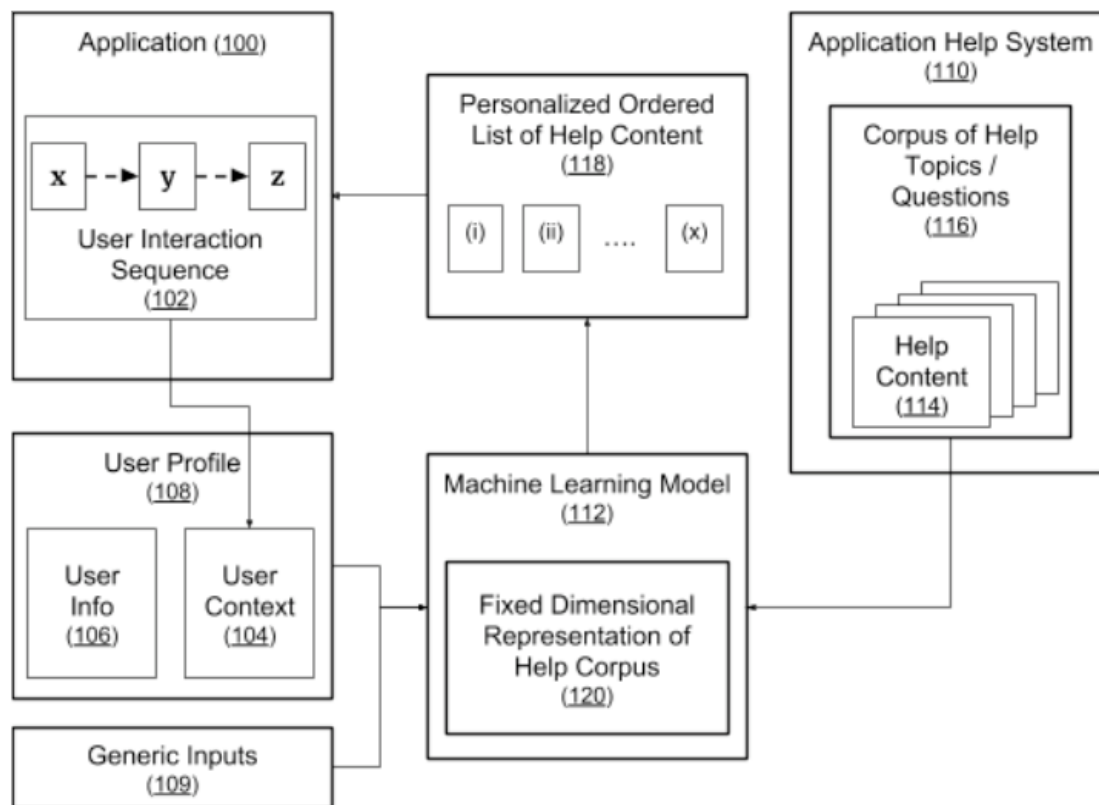 Application (100)
x
y
z
User Interaction
Sequence
(102)
Personalized Ordered
List of Help Content
(118)
(i)
(ii)
....
(x)
Application Help System
(110)
Corpus of Help
Topics /
Questions
(116)
Help
Content
(114)
User Profile
(108)
User
Info
(106)
User
Context
(104)
Machine Learning Model
(112)
Fixed Dimensional
Representation of
Help Corpus
(120)
Generic Inputs
(109)